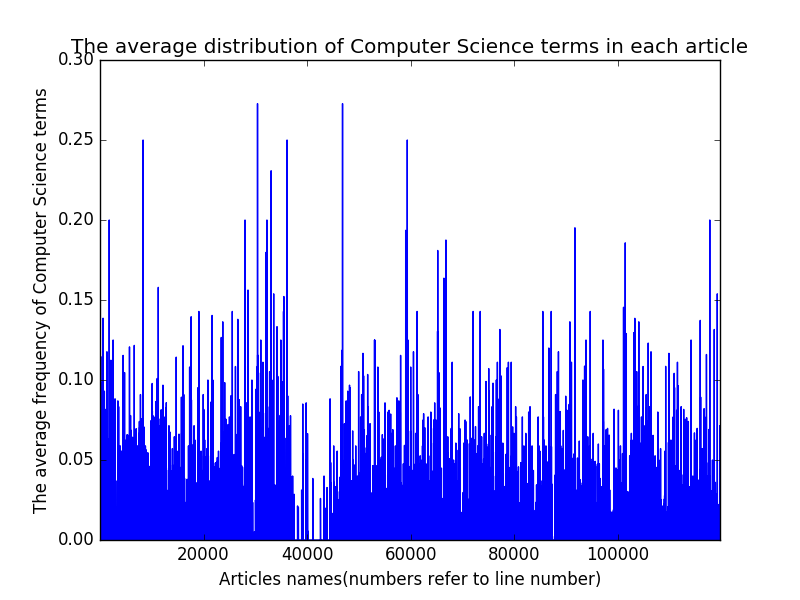 The average distribution of Computer Science terms in each article
0.30
0.25
0.20
0.15
0.10
0.05
0.00
The average frequency of Computer Science terms
20000 40000 60000 80000 100000
Articles names(numbers refer to line number)